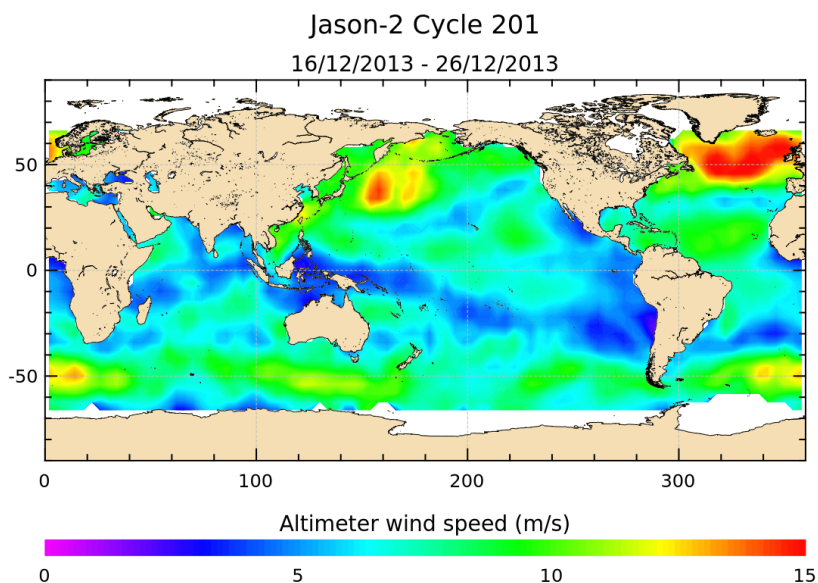 Jason-2 Cycle 201
16/12/2013 - 26/12/2013
50
0
-50
0 100 200 300
Altimeter wind speed (m/s)
0 5 10 15